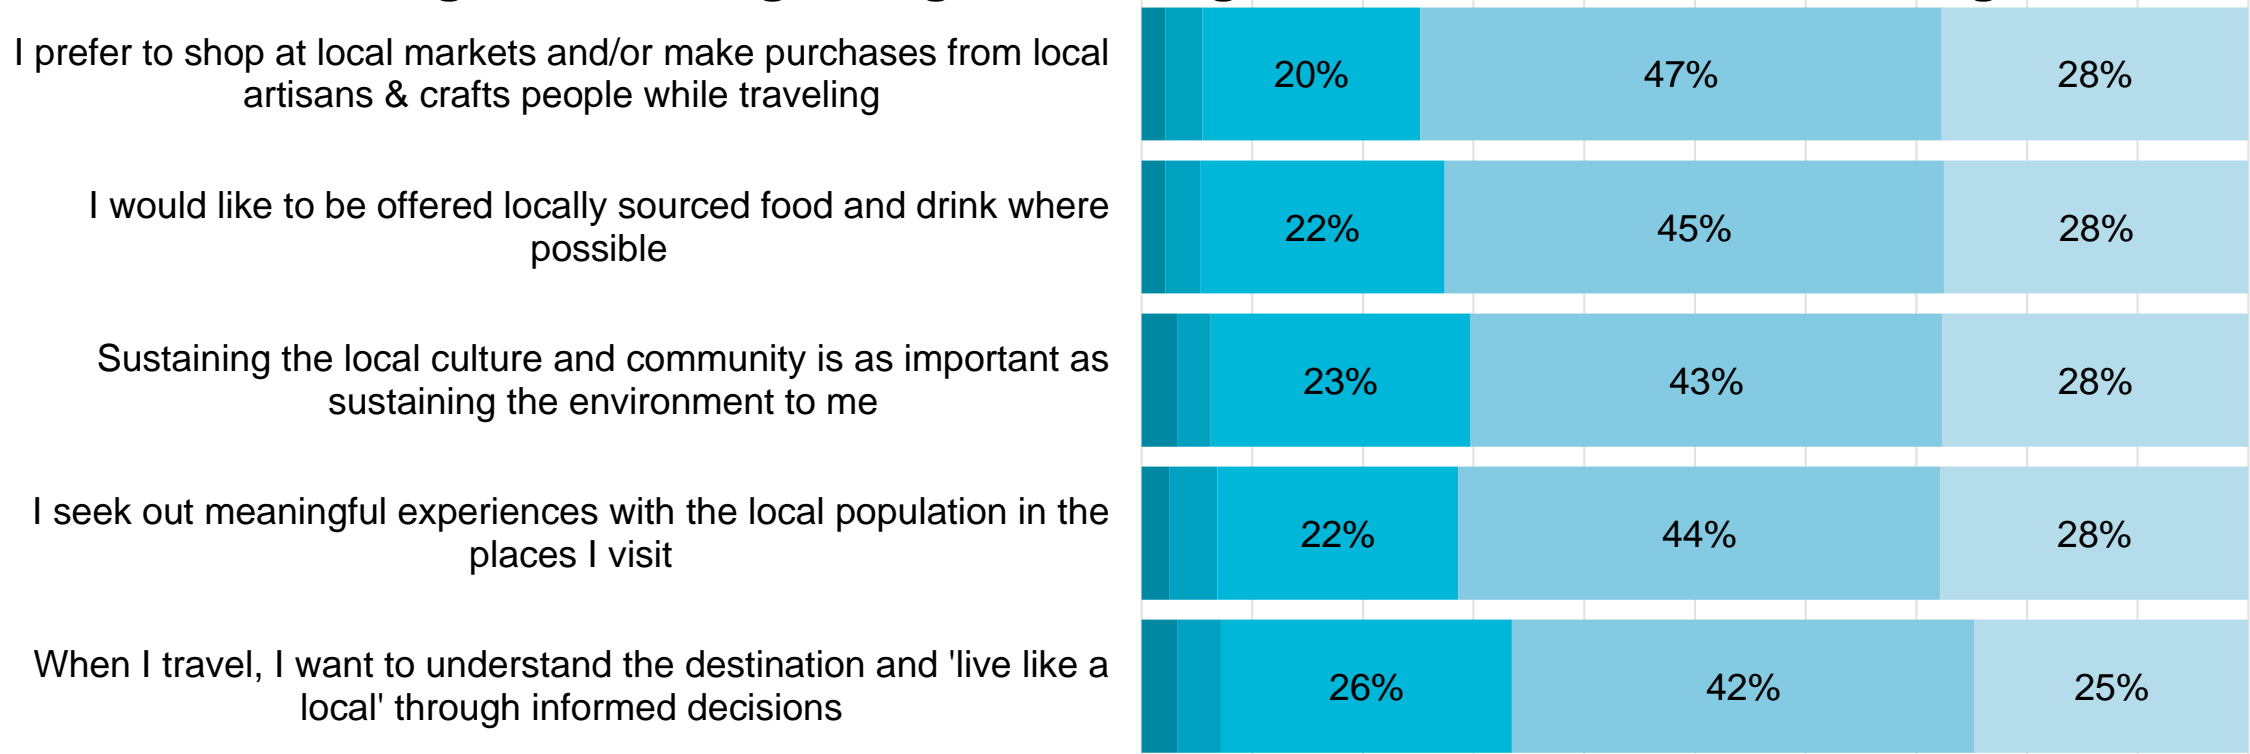 I prefer to shop at local markets and/or make purchases from local
artisans & crafts people while traveling
20% 47% 28%
I would like to be offered locally sourced food and drink where
possible
22% 45% 28%
Sustaining the local culture and community is as important as
sustaining the environment to me
23% 43% 28%
I seek out meaningful experiences with the local population in the
places I visit
22% 44% 28%
When I travel, I want to understand the destination and 'live like a
local' through informed decisions
26% 42% 25%